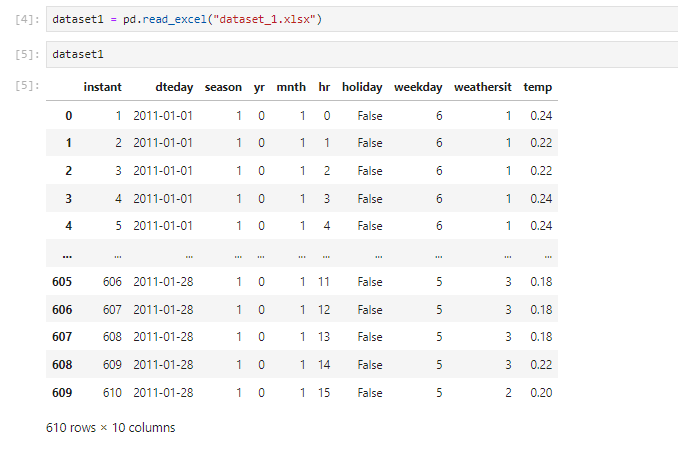 [4]: dataset1 = pd.read_excel("dataset_1.xlsx")
[5]: dataset1
[5]: instant dteday season yr mnth hr holiday weekday weathersit temp
0 1 2011-01-01 1 0 1 0 False 6 1 0.24
1 2 2011-01-01 1 0 1 1 False 6 1 0.22
2 3 2011-01-01 1 0 1 2 False 6 1 0.22
3 4 2011-01-01 1 0 1 3 False 6 1 0.24
4 5 2011-01-01 1 0 1 4 False 6 1 0.24
... ... ... ... ... ... ... ... ... ... ...
605 606 2011-01-28 1 0 1 11 False 5 3 0.18
606 607 2011-01-28 1 0 1 12 False 5 3 0.18
607 608 2011-01-28 1 0 1 13 False 5 3 0.18
608 609 2011-01-28 1 0 1 14 False 5 3 0.22
609 610 2011-01-28 1 0 1 15 False 5 2 0.20
610 rows × 10 columns